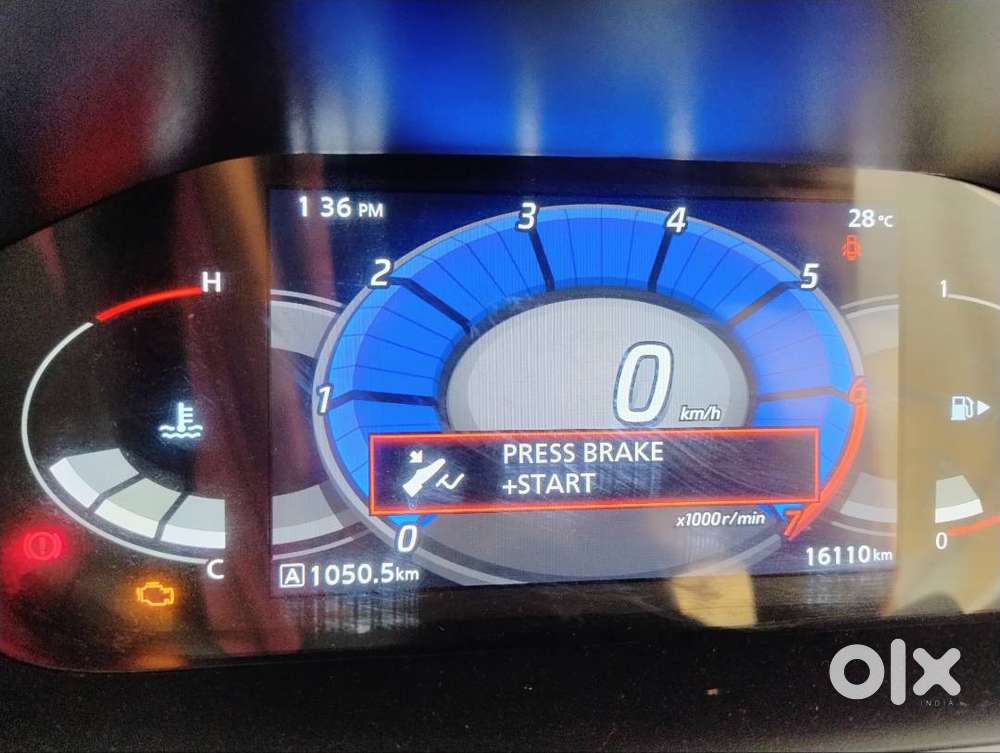 1 36 PM
28°C
H
C
0
1
2
3
4
5
6
7
0 km/h
PRESS BRAKE
+START
x1000r/min
A 1050.5km
16110km
1
0
olx
INDIA